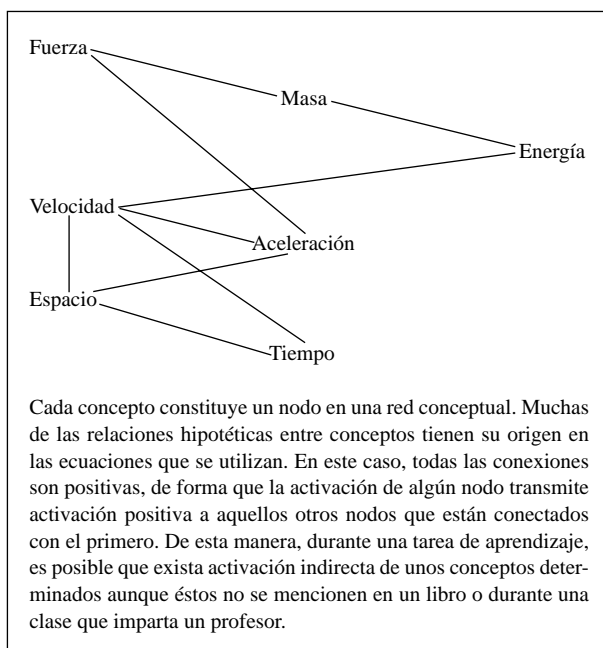 Fuerza
Masa
Energía
Velocidad
Aceleración
Espacio
Tiempo
Cada concepto constituye un nodo en una red conceptual. Muchas
de las relaciones hipotéticas entre conceptos tienen su origen en
las ecuaciones que se utilizan. En este caso, todas las conexiones
son positivas, de forma que la activación de algún nodo transmite
activación positiva a aquellos otros nodos que están conectados
con el primero. De esta manera, durante una tarea de aprendizaje,
es posible que exista activación indirecta de unos conceptos deter-
minados aunque éstos no se mencionen en un libro o durante una
clase que imparta un profesor.